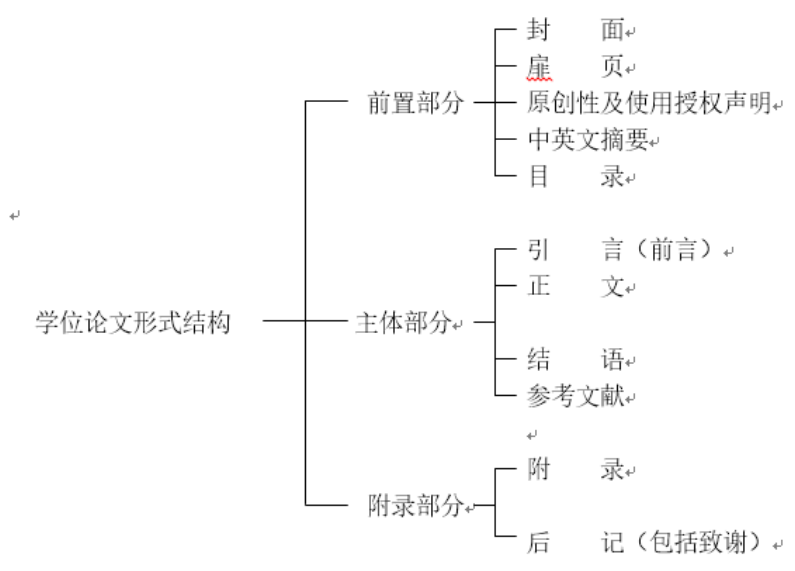 封 面
扉 页
前置部分
原创性及使用授权声明
中英文摘要
目 录
引 言（前言）
正 文
学位论文形式结构
主体部分
结 语
参考文献
附 录
附录部分
后 记（包括致谢）